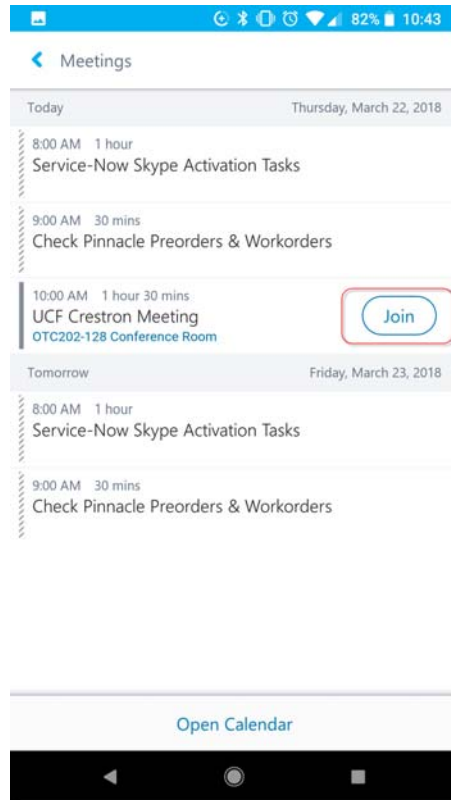 82% 10:43
Meetings
Today Thursday, March 22, 2018
8:00 AM 1 hour
Service-Now Skype Activation Tasks
9:00 AM 30 mins
Check Pinnacle Preorders & Workorders
10:00 AM 1 hour 30 mins
UCF Crestron Meeting
OTC202-128 Conference Room
Join
Tomorrow Friday, March 23, 2018
8:00 AM 1 hour
Service-Now Skype Activation Tasks
9:00 AM 30 mins
Check Pinnacle Preorders & Workorders
Open Calendar